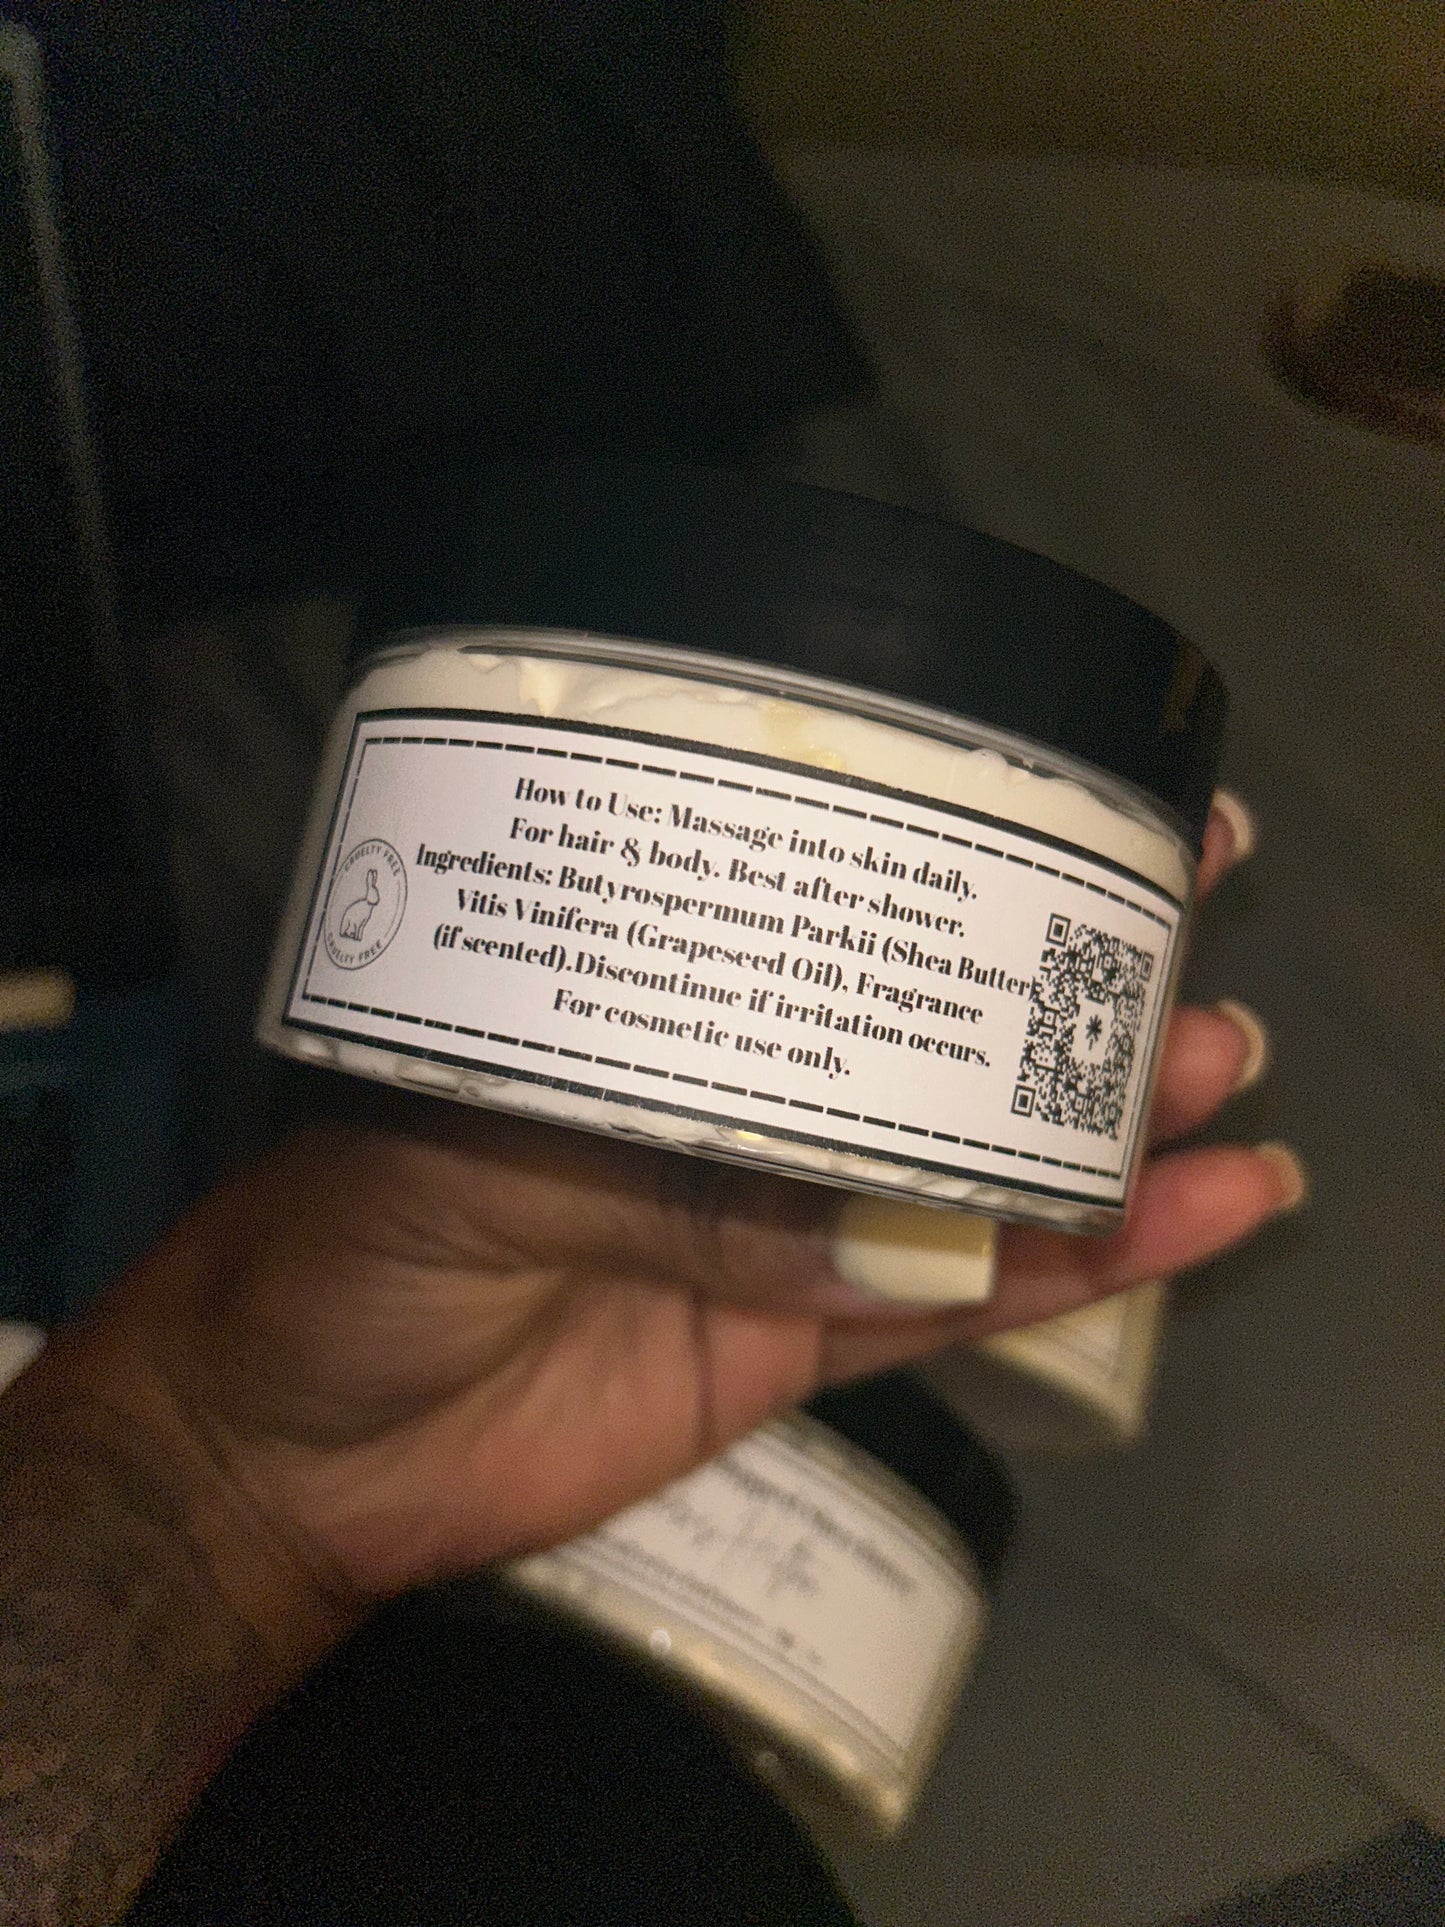 How to Use: Massage into skin daily.
For hair & body. Best after shower.
Ingredients: Butyrospermum Parkii (Shea Butter)
Vitis Vinifera (Grapeseed Oil), Fragrance
(if scented).Discontinue if irritation occurs.
For cosmetic use only.
CRUELTY FREE
CRUELTY FREE